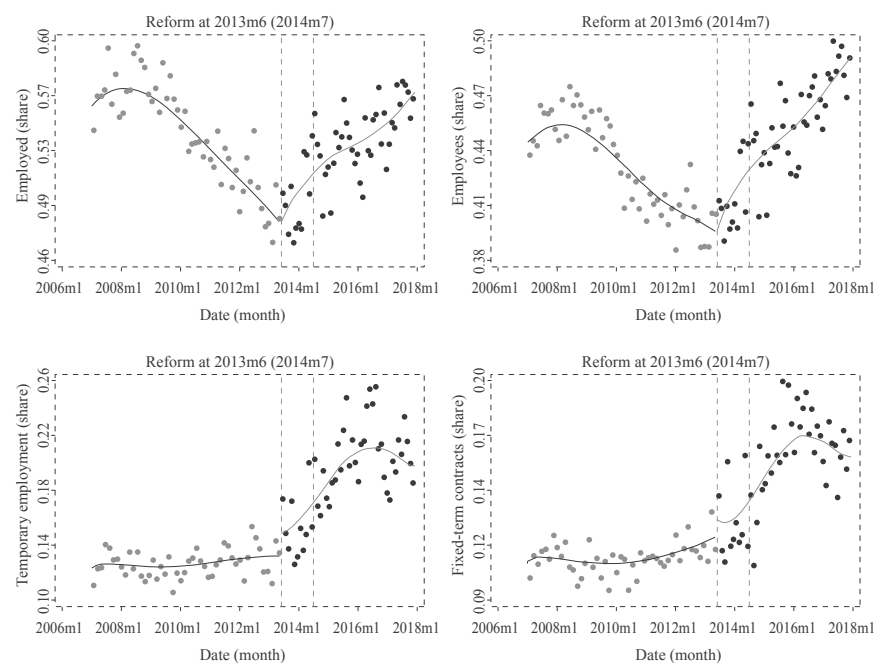 Reform at 2013m6 (2014m7)
Employed (share)
0.60
0.57
0.53
0.49
0.46
2006m1 2008m1 2010m1 2012m1 2014m1 2016m1 2018m1
Date (month)
Reform at 2013m6 (2014m7)
Employees (share)
0.50
0.47
0.44
0.41
0.38
2006m1 2008m1 2010m1 2012m1 2014m1 2016m1 2018m1
Date (month)
Reform at 2013m6 (2014m7)
Temporary employment (share)
0.26
0.22
0.18
0.14
0.10
2006m1 2008m1 2010m1 2012m1 2014m1 2016m1 2018m1
Date (month)
Reform at 2013m6 (2014m7)
Fixed-term contracts (share)
0.20
0.17
0.14
0.12
0.09
2006m1 2008m1 2010m1 2012m1 2014m1 2016m1 2018m1
Date (month)